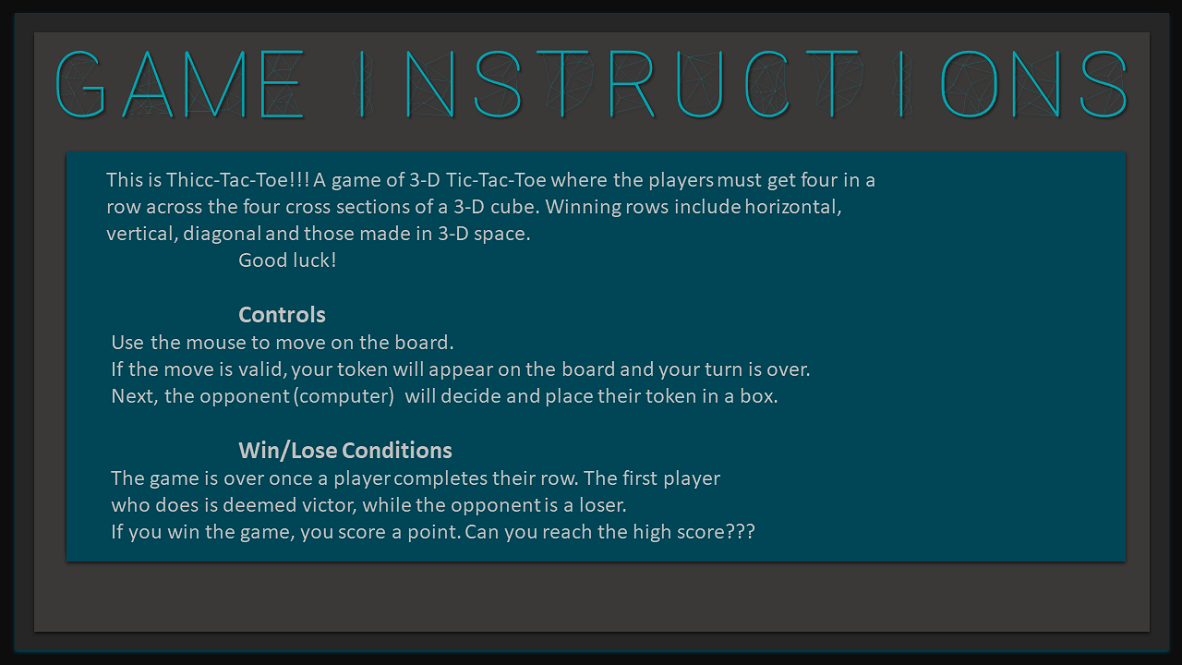 GAME INSTRUCTIONS
This is Thicc-Tac-Toe!!! A game of 3-D Tic-Tac-Toe where the players must get four in a
row across the four cross sections of a 3-D cube. Winning rows include horizontal,
vertical, diagonal and those made in 3-D space.
Good luck!
Controls
Use the mouse to move on the board.
If the move is valid, your token will appear on the board and your turn is over.
Next, the opponent (computer) will decide and place their token in a box.
Win/Lose Conditions
The game is over once a player completes their row. The first player
who does is deemed victor, while the opponent is a loser.
If you win the game, you score a point. Can you reach the high score???